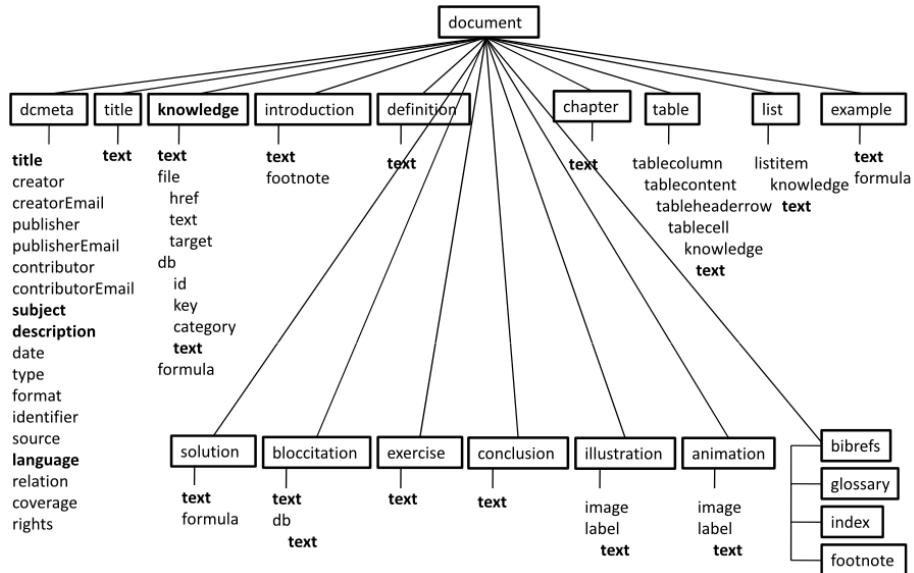 document
dcmeta
title
creator
creatorEmail
publisher
publisherEmail
contributor
contributorEmail
subject
description
date
type
format
identifier
source
language
relation
coverage
rights
title
text
knowledge
text
file
href
text
target
db
id
key
category
text
formula
introduction
text
footnote
definition
text
chapter
text
table
tablecolumn
tablecontent
tableheaderrow
tablecell
knowledge
text
list
listitem
knowledge
text
example
text
formula
solution
text
formula
bloccitation
text
db
text
exercise
text
conclusion
text
illustration
image
label
text
animation
image
label
text
bibrefs
glossary
index
footnote